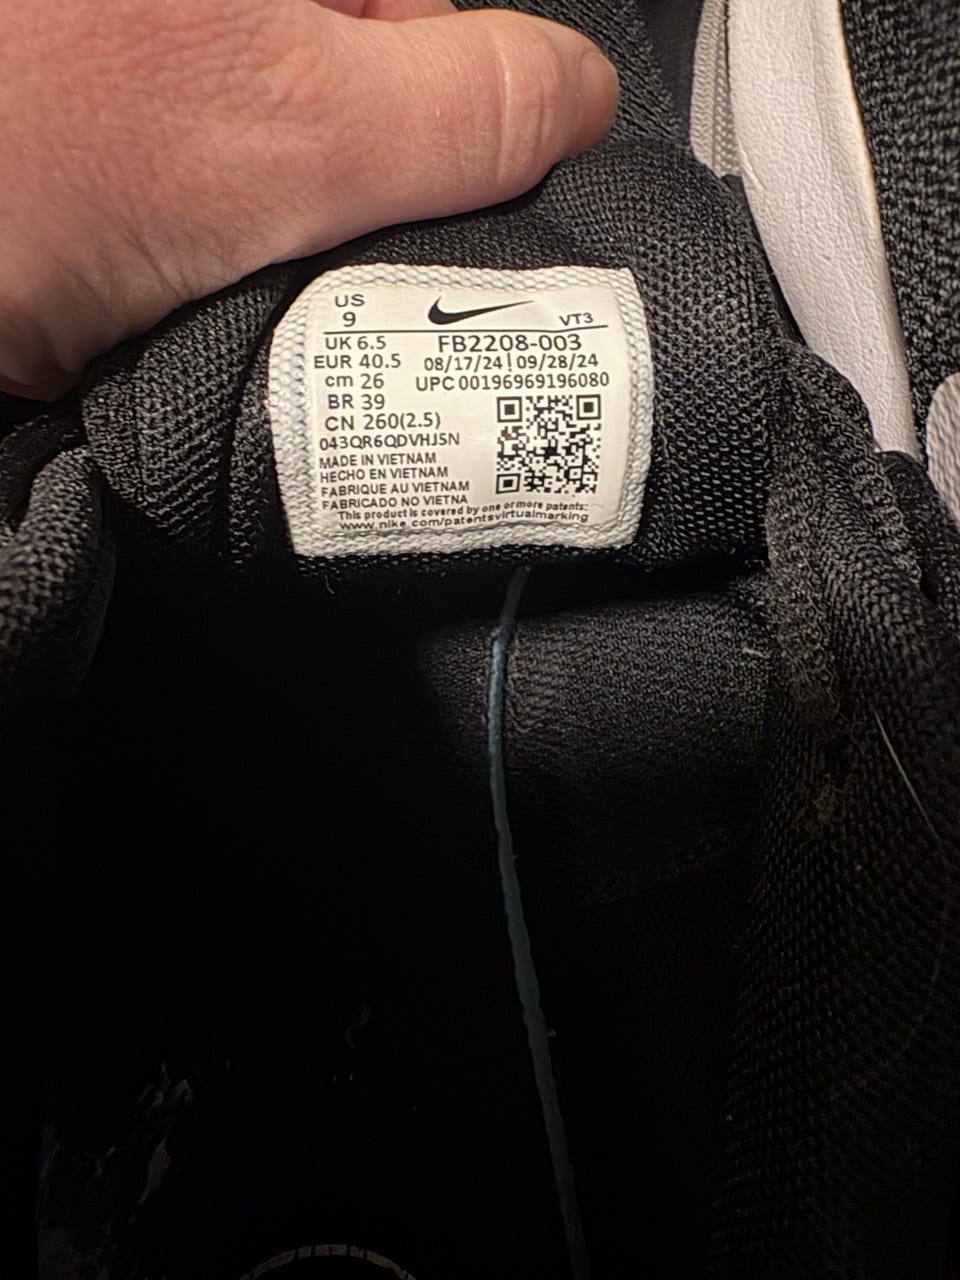 US
9
VT3
UK 6.5
FB2208-003
EUR 40.5
08/17/24 | 09/28/24
cm 26
UPC 00196969196080
BR 39
CN 260(2.5)
043QR6QDVHJ5N
MADE IN VIETNAM
HECHO EN VIETNAM
FABRIQUE AU VIETNAM
FABRICADO NO VIETNA
This product is covered by one or more patents:
www.nike.com/patentsvirtualmarking